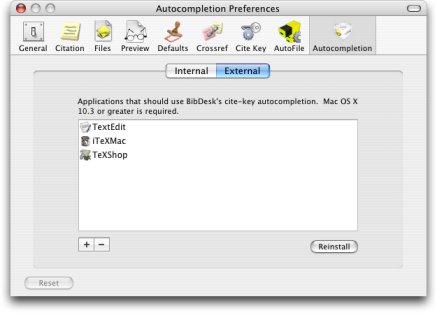 Autocompletion Preferences
General Citation Files Preview Defaults Crossref Cite Key AutoFile Autocompletion
Internal External
Applications that should use BibDesk's cite-key autocompletion. Mac OS X
10.3 or greater is required.
TextEdit
iTeXMac
TeXShop
+ −
Reinstall
Reset